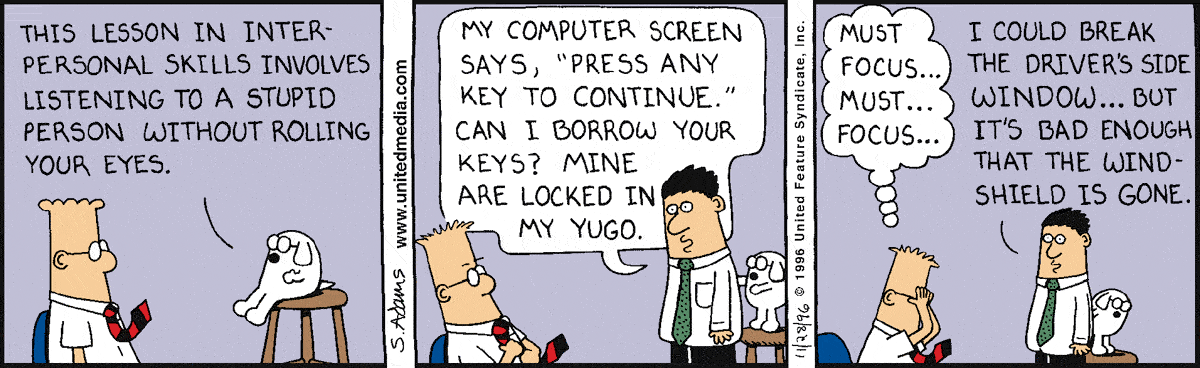 THIS LESSON IN INTER-
PERSONAL SKILLS INVOLVES
LISTENING TO A STUPID
PERSON WITHOUT ROLLING
YOUR EYES.
S. Adams
www.unitedmedia.com
MY COMPUTER SCREEN
SAYS, "PRESS ANY
KEY TO CONTINUE."
CAN I BORROW YOUR
KEYS? MINE
ARE LOCKED IN
MY YUGO.
11/28/96 © 1996 United Feature Syndicate, Inc.
MUST
FOCUS...
MUST...
FOCUS...
I COULD BREAK
THE DRIVER'S SIDE
WINDOW... BUT
IT'S BAD ENOUGH
THAT THE WIND-
SHIELD IS GONE.